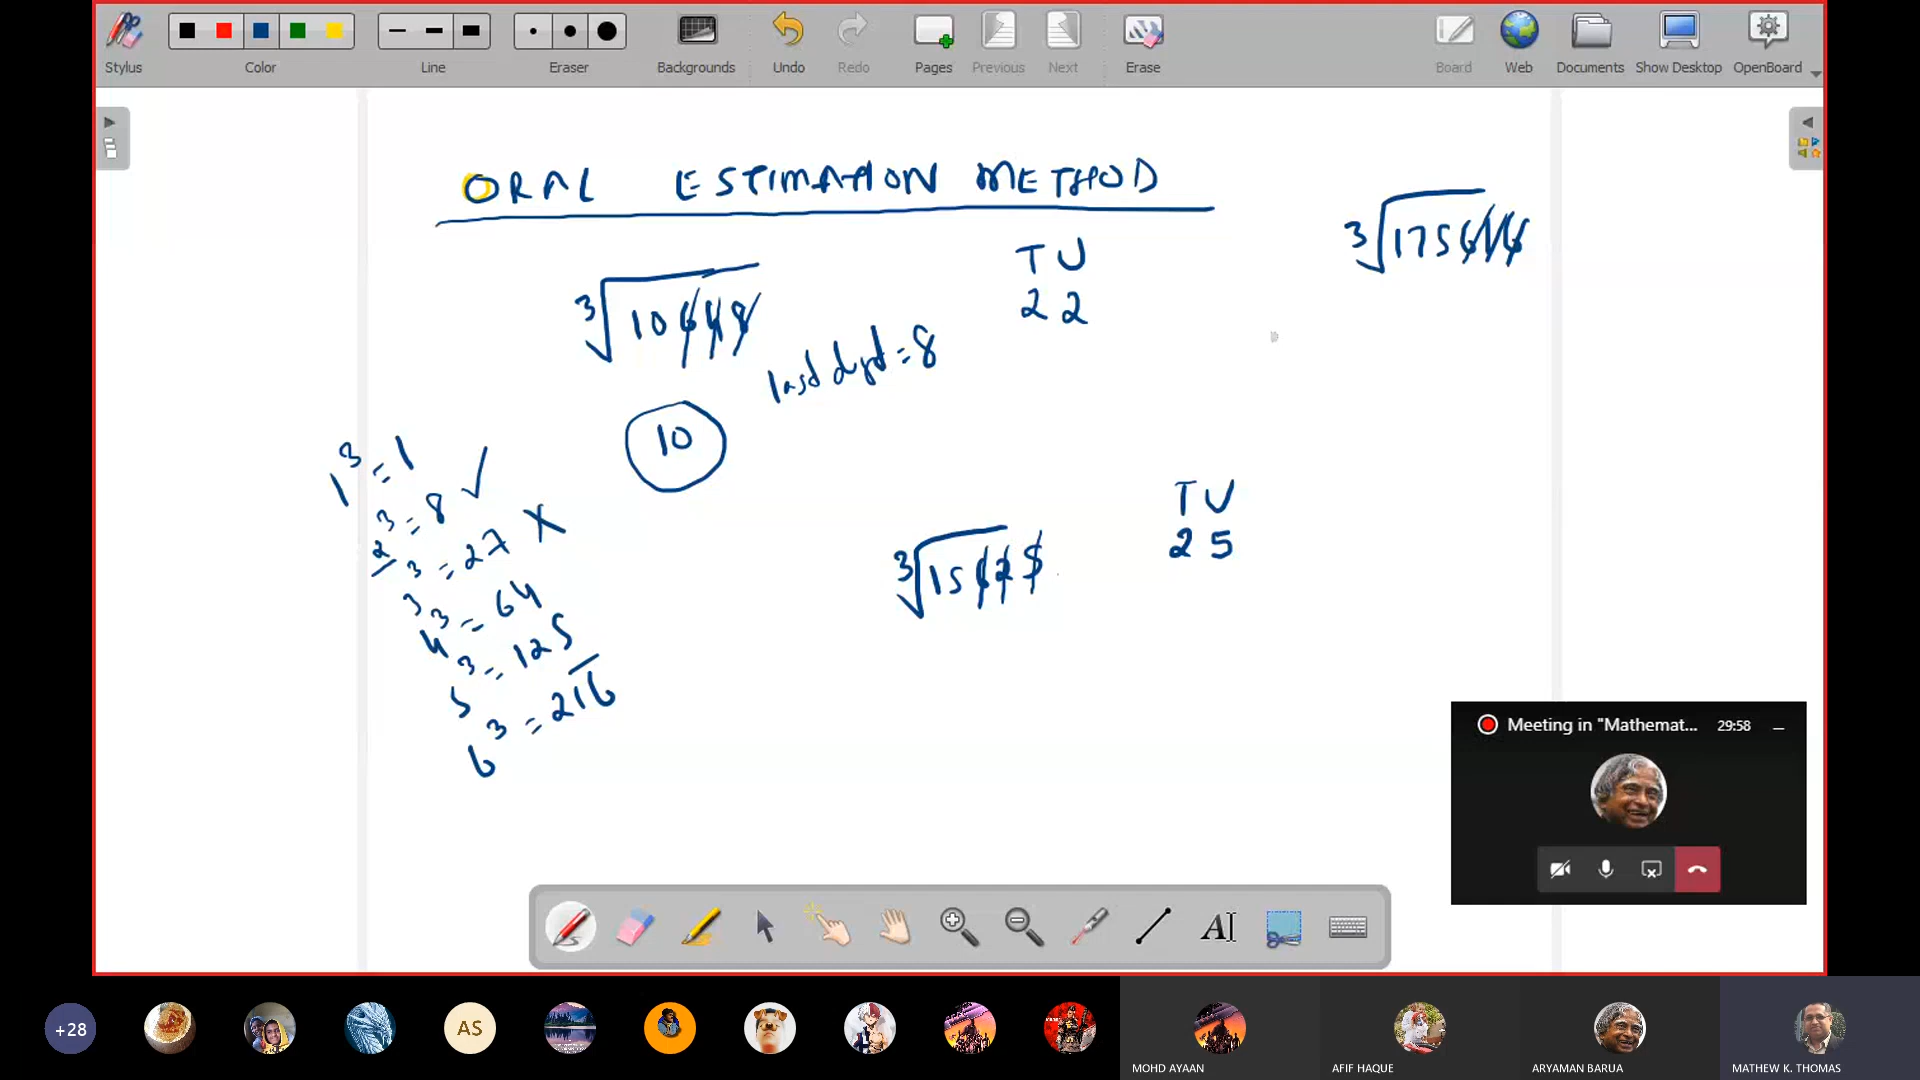 Stylus
Color
Line
Eraser
Backgrounds
Undo
Redo
Pages
Previous
Next
Erase
Board
Web
Documents
Show Desktop
OpenBoard
ORAL ESTIMATION METHOD
3√175616
T U
2 2
3√10648
last digit = 8
10
1³ = 1
2³ = 8 ✓
3³ = 27 X
4³ = 64
5³ = 125
6³ = 216
T U
2 5
3√15625
Meeting in "Mathemat... 29:58
AI
+28
AS
MOHD AYAAN
AFIF HAQUE
ARYAMAN BARUA
MATHEW K. THOMAS